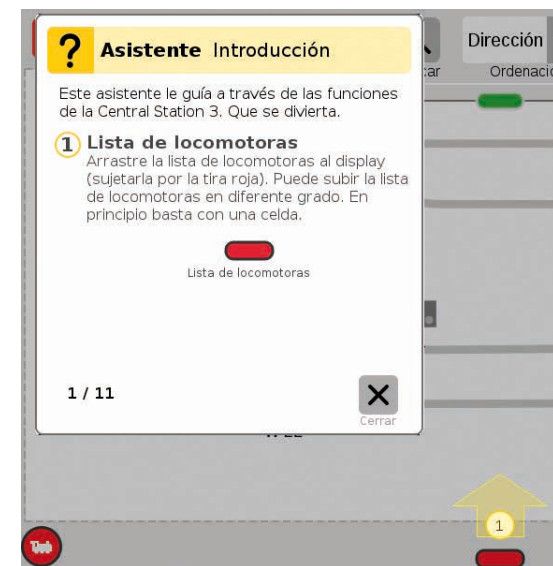 ? Asistente Introducción
Dirección
car
Ordenació
Este asistente le guía a través de las funciones
de la Central Station 3. Que se divierta.
1 Lista de locomotoras
Arrastre la lista de locomotoras al display
(sujetarla por la tira roja). Puede subir la lista
de locomotoras en diferente grado. En
principio basta con una celda.
Lista de locomotoras
1 / 11
Cerrar
1